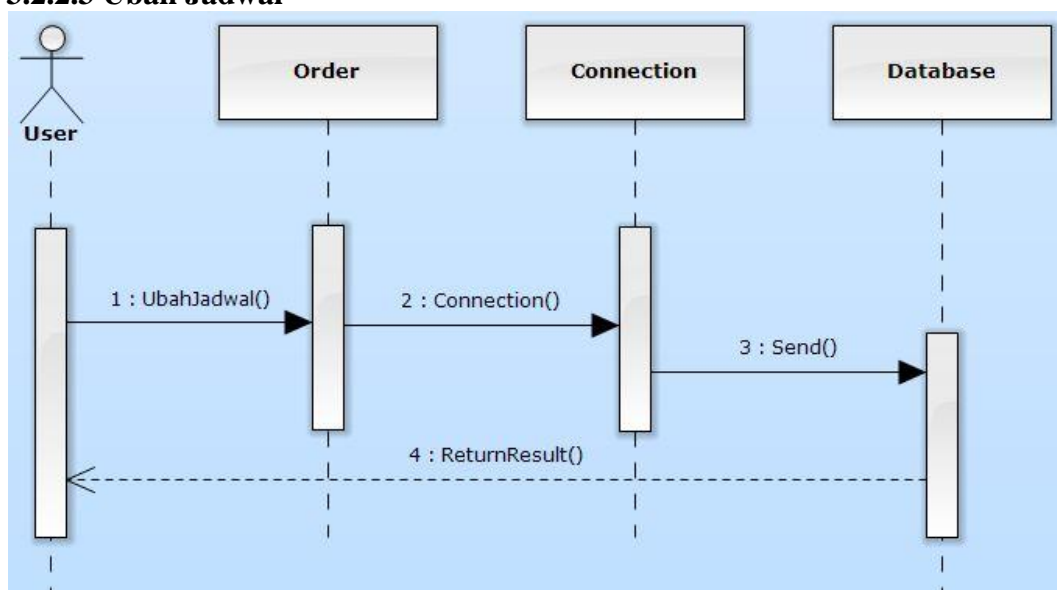 Ubah Jadwal
Order
Connection
Database
User
1 : UbahJadwal()
2 : Connection()
3 : Send()
4 : ReturnResult()